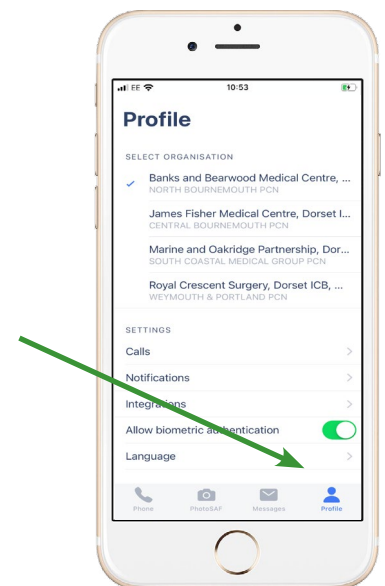 EE
10:53
Profile
SELECT ORGANISATION
Banks and Bearwood Medical Centre, ...
NORTH BOURNEMOUTH PCN
James Fisher Medical Centre, Dorset I...
CENTRAL BOURNEMOUTH PCN
Marine and Oakridge Partnership, Dor...
SOUTH COASTAL MEDICAL GROUP PCN
Royal Crescent Surgery, Dorset ICB, ...
WEYMOUTH & PORTLAND PCN
SETTINGS
Calls
Notifications
Integrations
Allow biometric authentication
Language
Phone PhotoSAF Messages Profile